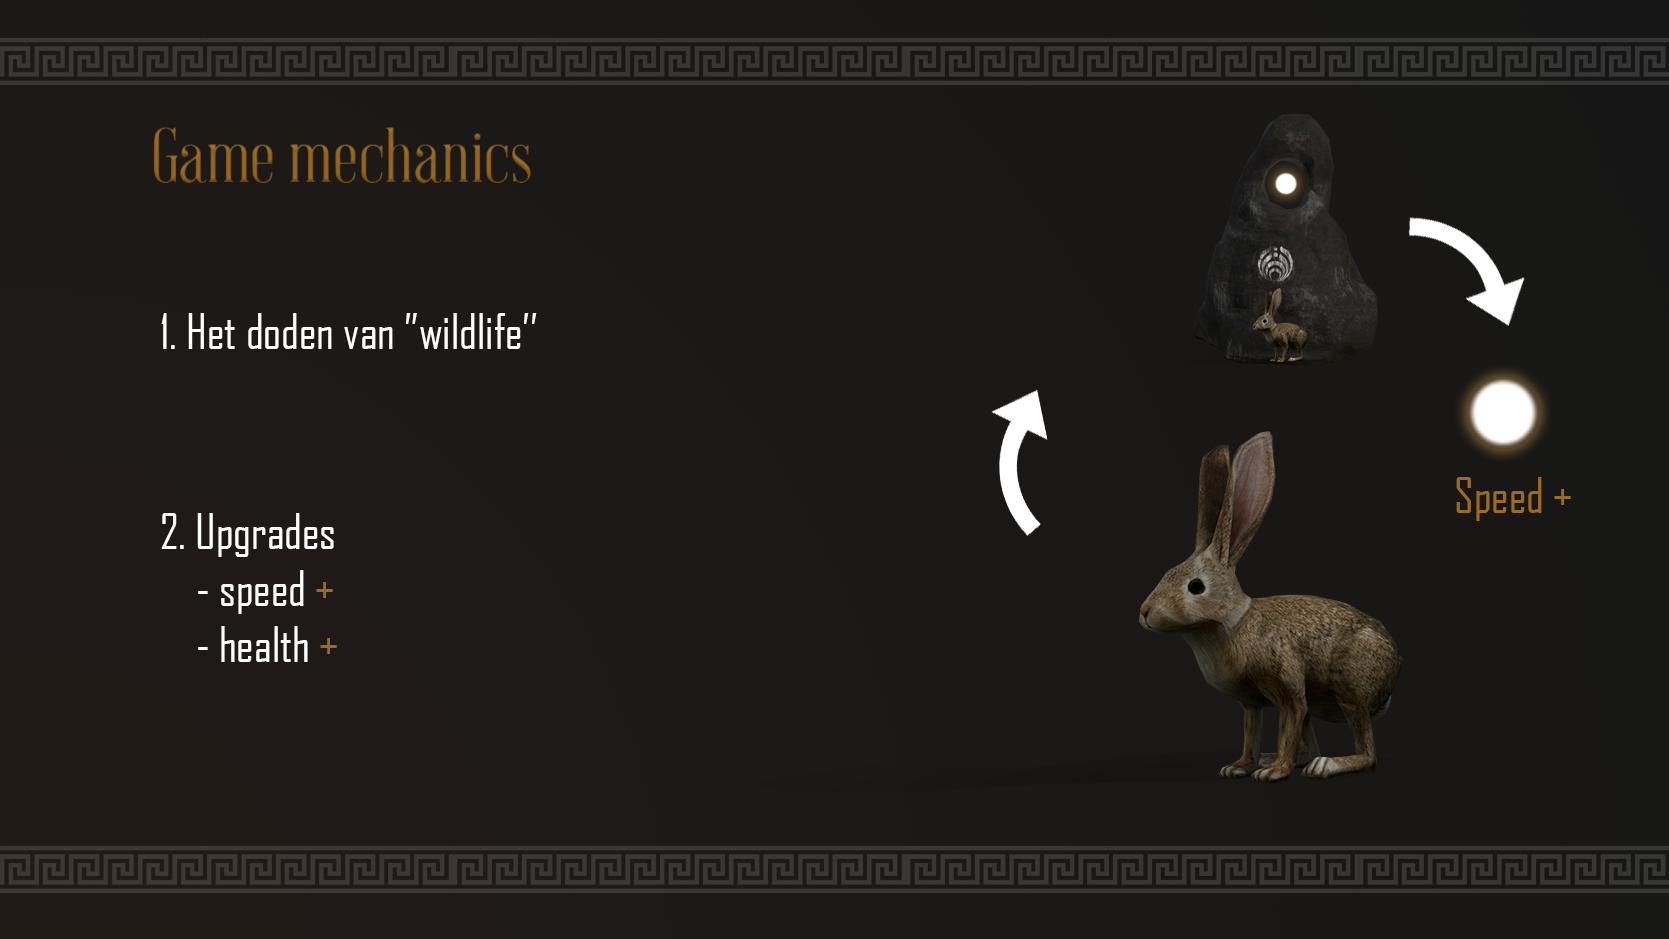 Game mechanics
1. Het doden van "wildlife"
2. Upgrades
- speed +
- health +
Speed +